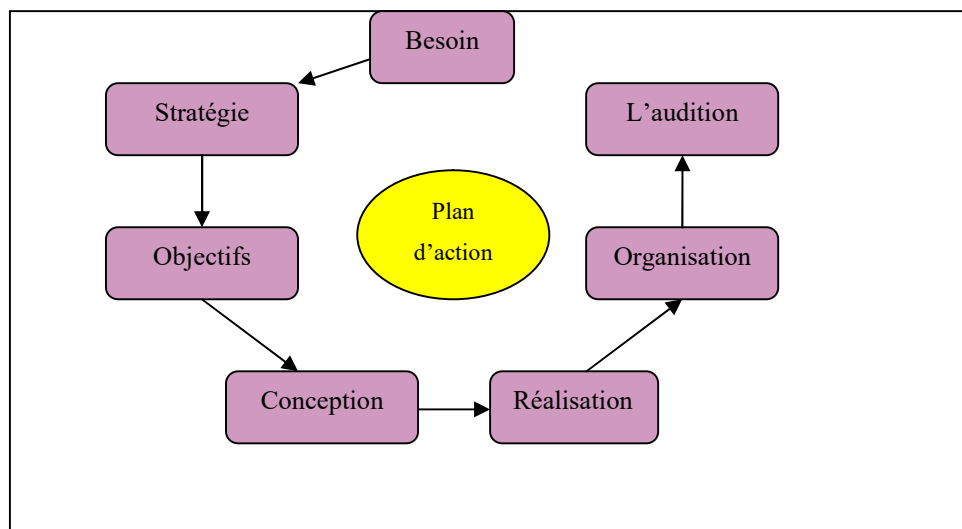 Besoin
Stratégie
L’audition
Plan
d’action
Objectifs
Organisation
Conception
Réalisation